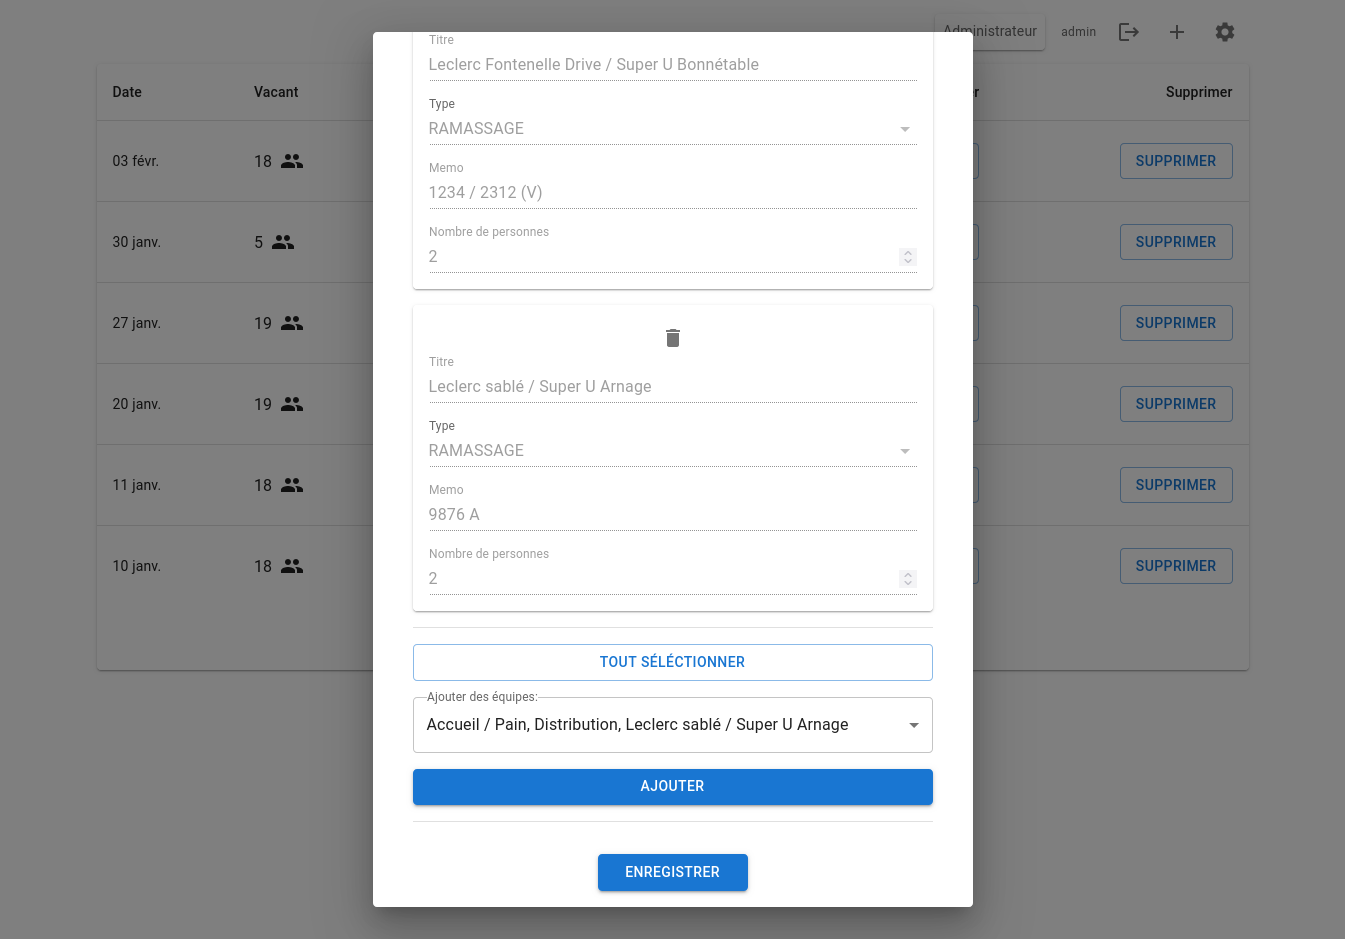 Administrateur admin
Date Vacant er Supprimer
03 févr. 18 SUPPRIMER
30 janv. 5 SUPPRIMER
27 janv. 19 SUPPRIMER
20 janv. 19 SUPPRIMER
11 janv. 18 SUPPRIMER
10 janv. 18 SUPPRIMER
Titre
Leclerc Fontenelle Drive / Super U Bonnétable
Type
RAMASSAGE
Memo
1234 / 2312 (V)
Nombre de personnes
2
Titre
Leclerc sablé / Super U Arnage
Type
RAMASSAGE
Memo
9876 A
Nombre de personnes
2
TOUT SÉLÉCTIONNER
Ajouter des équipes:
Accueil / Pain, Distribution, Leclerc sablé / Super U Arnage
AJOUTER
ENREGISTRER